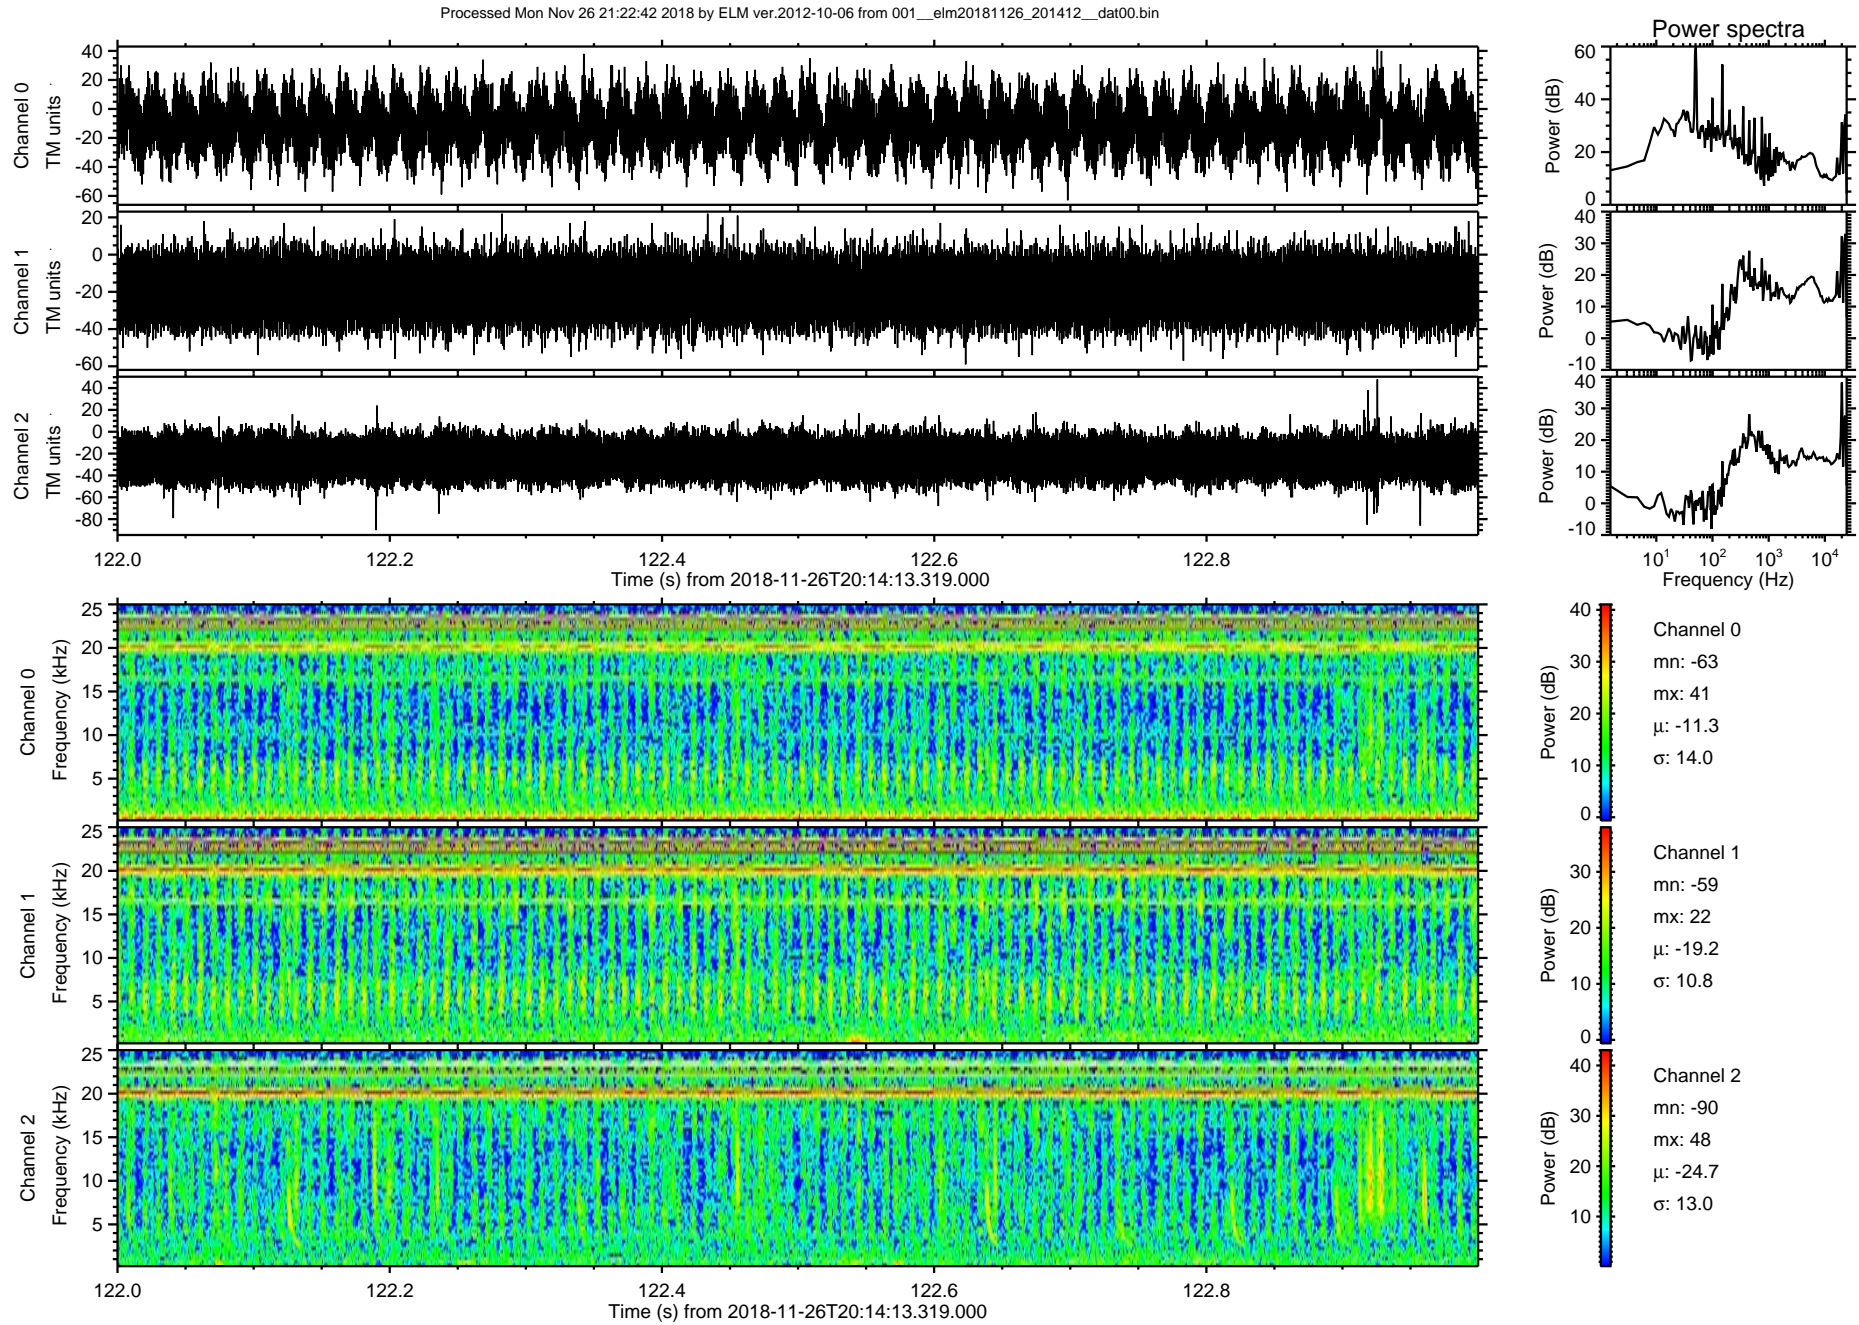 Processed Mon Nov 26 21:22:42 2018 by ELM ver.2012-10-06 from 001__elm20181126_201412__dat00.bin
Power spectra
Channel 0
TM units
40
20
0
-20
-40
-60
Power (dB)
60
40
20
0
Channel 1
TM units
20
0
-20
-40
-60
Power (dB)
40
30
20
10
0
-10
Channel 2
TM units
40
20
0
-20
-40
-60
-80
Power (dB)
40
30
20
10
0
-10
122.0 122.2 122.4 122.6 122.8
Time (s) from 2018-11-26T20:14:13.319.000
10¹ 10² 10³ 10⁴
Frequency (Hz)
Channel 0
Frequency (kHz)
25
20
15
10
5
Power (dB)
40
30
20
10
0
Channel 0
mn: -63
mx: 41
μ: -11.3
σ: 14.0
Channel 1
Frequency (kHz)
25
20
15
10
5
Power (dB)
30
20
10
0
Channel 1
mn: -59
mx: 22
μ: -19.2
σ: 10.8
Channel 2
Frequency (kHz)
25
20
15
10
5
Power (dB)
40
30
20
10
Channel 2
mn: -90
mx: 48
μ: -24.7
σ: 13.0
122.0 122.2 122.4 122.6 122.8
Time (s) from 2018-11-26T20:14:13.319.000